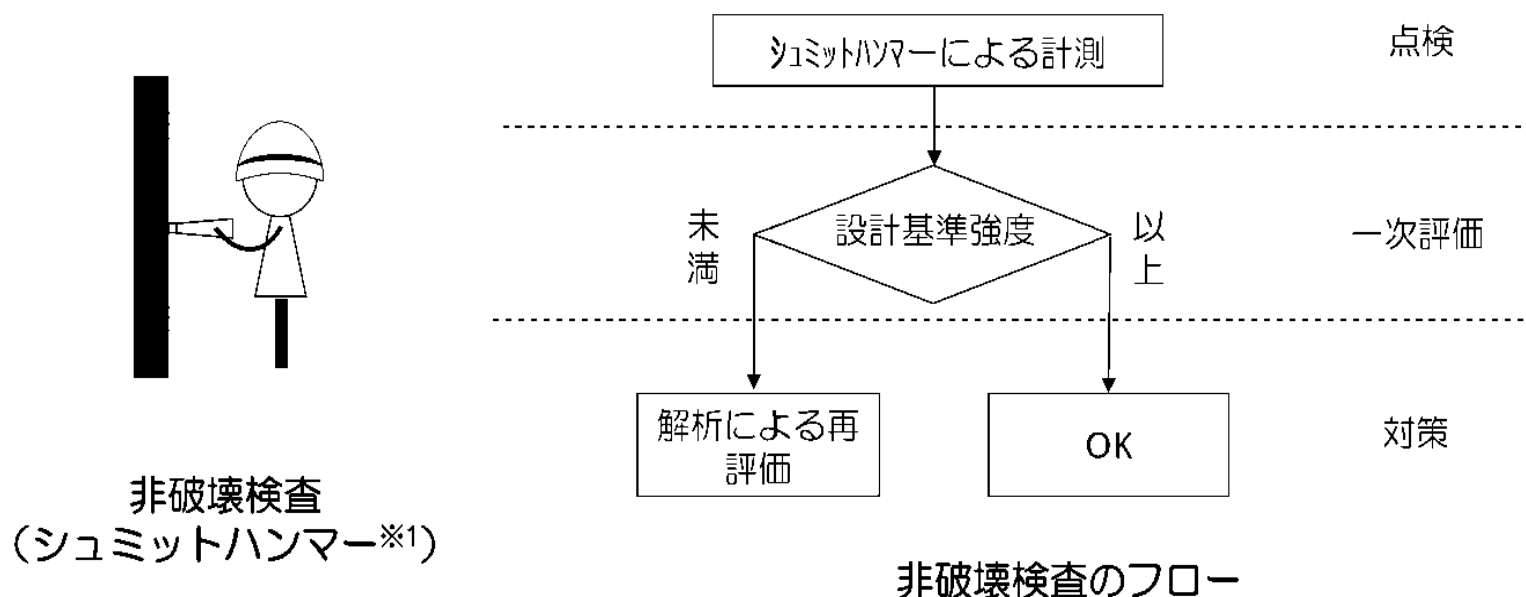 シュミットハンマーによる計測
点検
未満
設計基準強度
以上
一次評価
解析による再
評価
OK
対策
非破壊検査
(シュミットハンマー※1)
非破壊検査のフロー